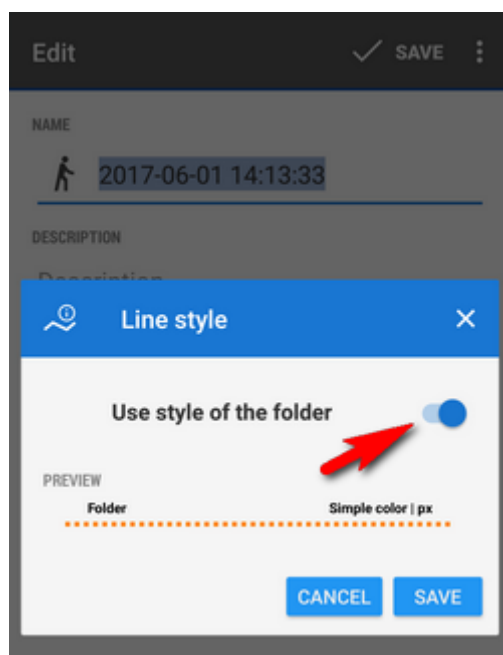 Edit SAVE
NAME
2017-06-01 14:13:33
DESCRIPTION
Description
Line style
Use style of the folder
PREVIEW
Folder Simple color | px
CANCEL SAVE